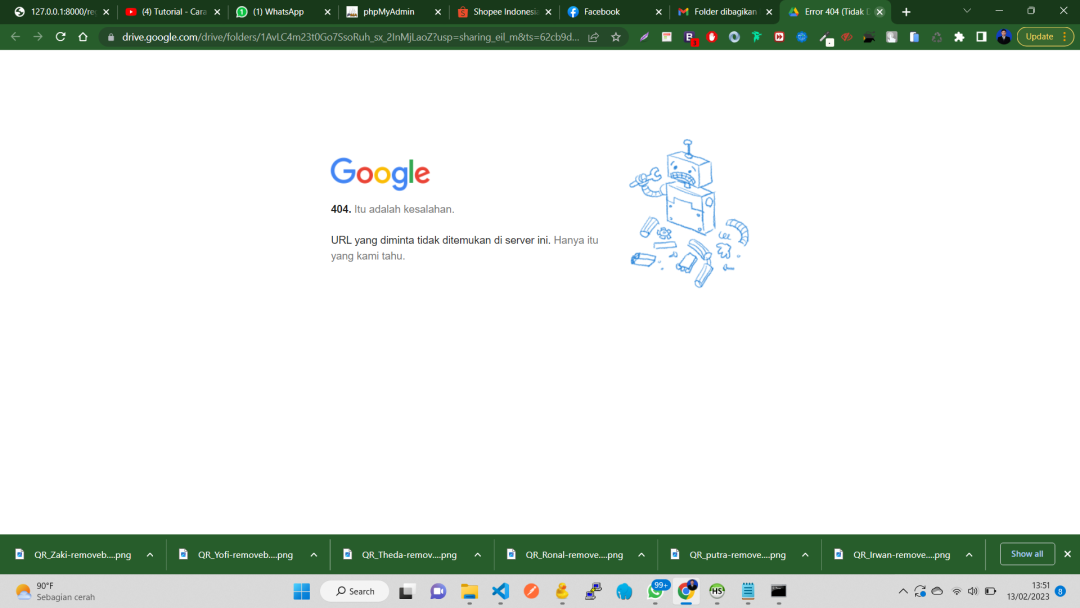 127.0.0.1:8000/re
(4) Tutorial - Cara
(1) WhatsApp
phpMyAdmin
Shopee Indonesia
Facebook
Folder dibagikan
Error 404 (Tidak
drive.google.com/drive/folders/1AvLC4m23t0Go7SsoRuh_sx_2InMjLaoZ?usp=sharing_eil_m&ts=62cb9d...
Update
Google
404. Itu adalah kesalahan.
URL yang diminta tidak ditemukan di server ini. Hanya itu
yang kami tahu.
QR_Zaki-removeb....png
QR_Yofi-removeb....png
QR_Theda-remov....png
QR_Ronal-remove....png
QR_putra-remove....png
QR_Irwan-remove....png
Show all
90°F
Sebagian cerah
Search
99+
13:51
13/02/2023
8